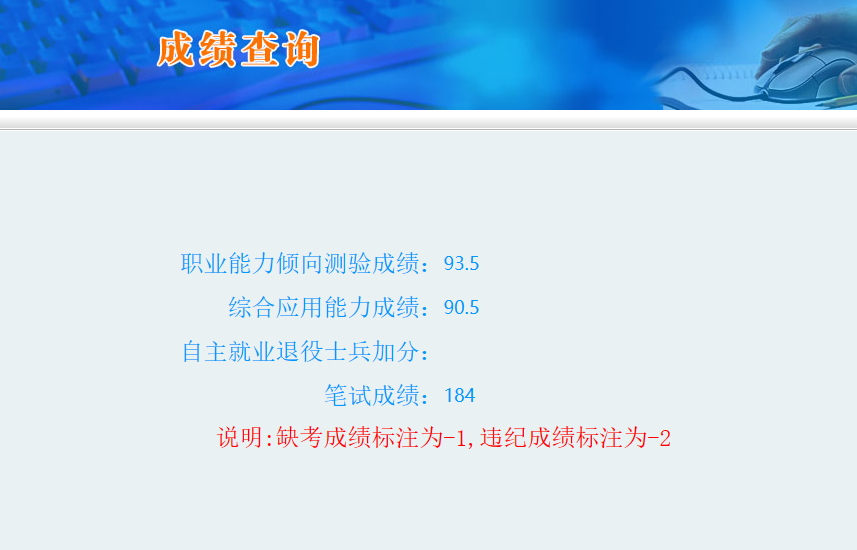 成绩查询
职业能力倾向测验成绩：93.5
综合应用能力成绩：90.5
自主就业退役士兵加分：
笔试成绩：184
说明:缺考成绩标注为-1,违纪成绩标注为-2